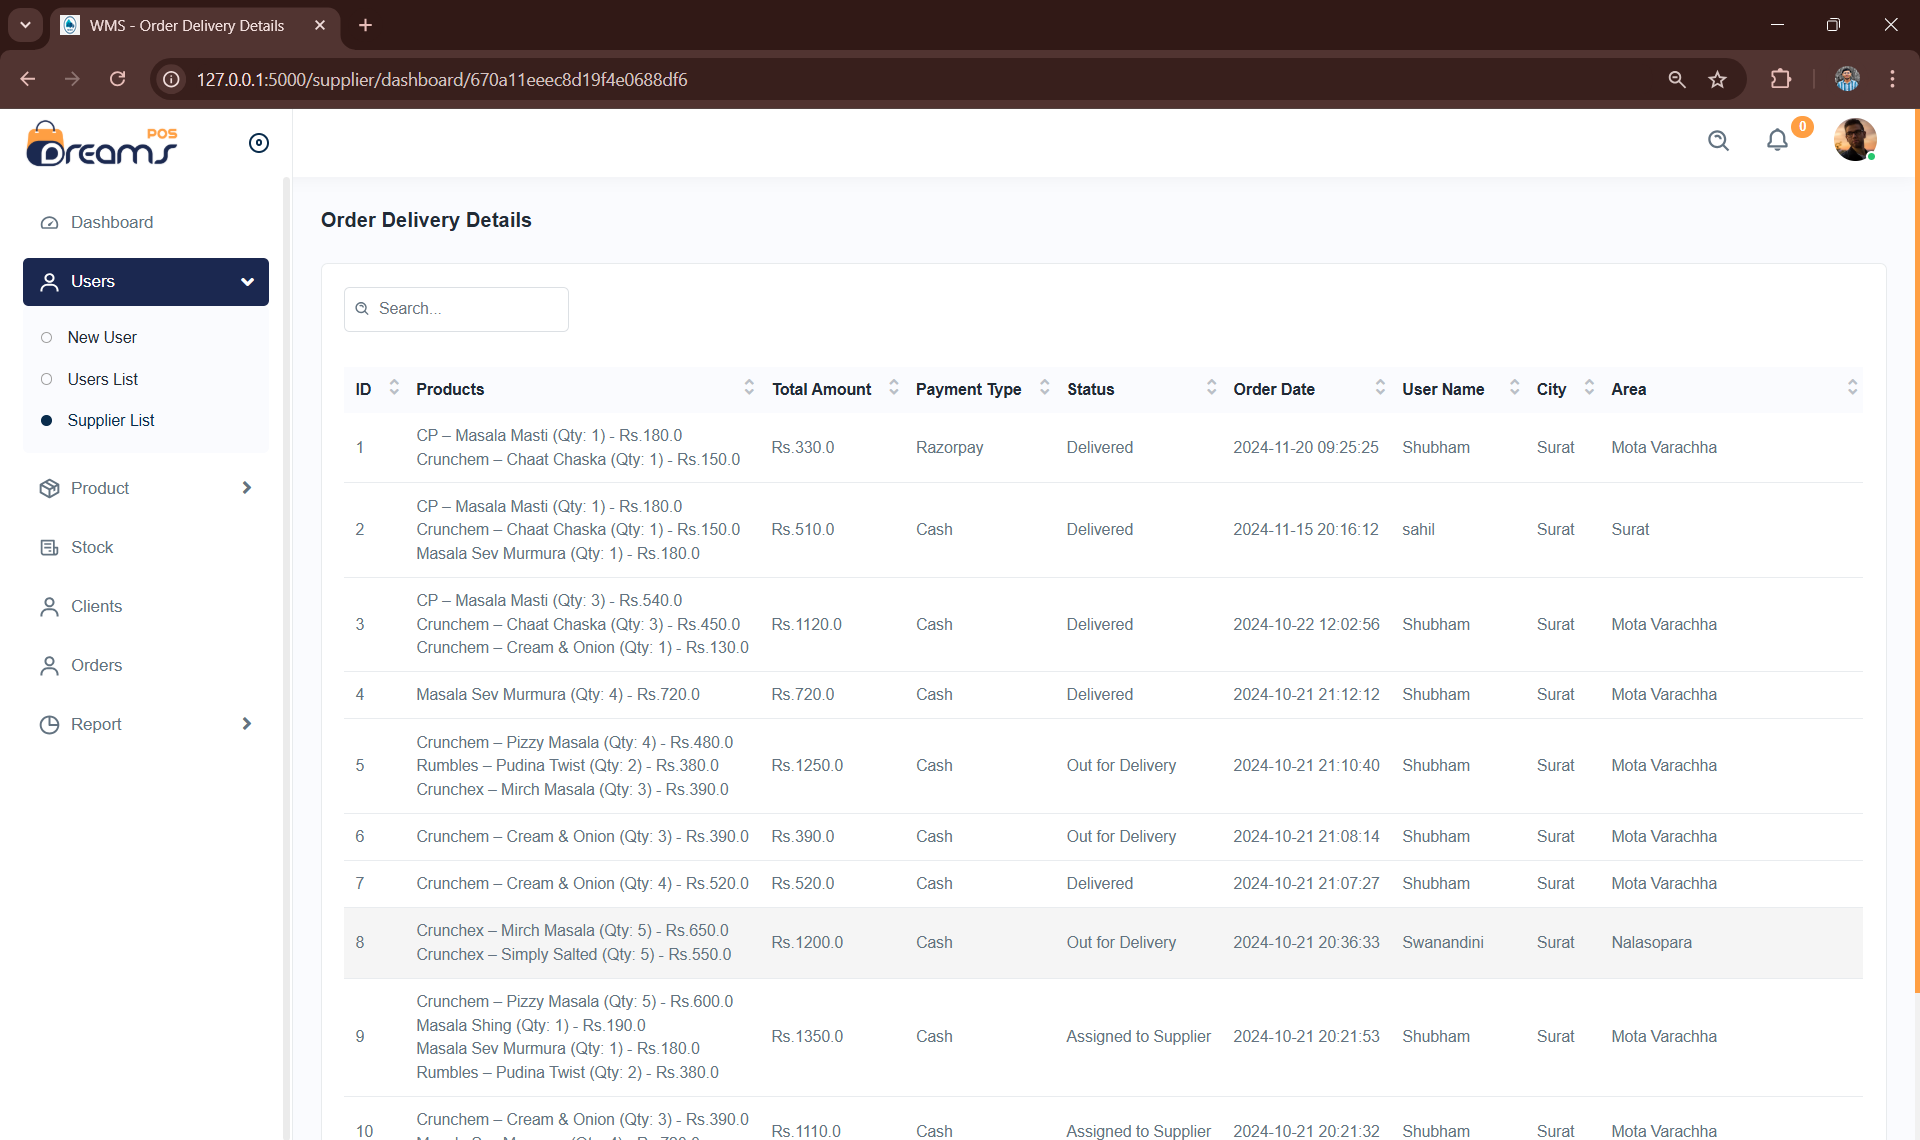 WMS - Order Delivery Details
127.0.0.1:5000/supplier/dashboard/670a11eeec8d19f4e0688df6
Dreams POS
0
Dashboard
Users
New User
Users List
Supplier List
Product
Stock
Clients
Orders
Report
Order Delivery Details
Search...
ID Products Total Amount Payment Type Status Order Date User Name City Area
CP – Masala Masti (Qty: 1) - Rs.180.0
1 Rs.330.0 Razorpay Delivered 2024-11-20 09:25:25 Shubham Surat Mota Varachha
Crunchem – Chaat Chaska (Qty: 1) - Rs.150.0
CP – Masala Masti (Qty: 1) - Rs.180.0
2 Crunchem – Chaat Chaska (Qty: 1) - Rs.150.0 Rs.510.0 Cash Delivered 2024-11-15 20:16:12 sahil Surat Surat
Masala Sev Murmura (Qty: 1) - Rs.180.0
CP – Masala Masti (Qty: 3) - Rs.540.0
3 Crunchem – Chaat Chaska (Qty: 3) - Rs.450.0 Rs.1120.0 Cash Delivered 2024-10-22 12:02:56 Shubham Surat Mota Varachha
Crunchem – Cream & Onion (Qty: 1) - Rs.130.0
4 Masala Sev Murmura (Qty: 4) - Rs.720.0 Rs.720.0 Cash Delivered 2024-10-21 21:12:12 Shubham Surat Mota Varachha
Crunchem – Pizzy Masala (Qty: 4) - Rs.480.0
5 Rumbles – Pudina Twist (Qty: 2) - Rs.380.0 Rs.1250.0 Cash Out for Delivery 2024-10-21 21:10:40 Shubham Surat Mota Varachha
Crunchex – Mirch Masala (Qty: 3) - Rs.390.0
6 Crunchem – Cream & Onion (Qty: 3) - Rs.390.0 Rs.390.0 Cash Out for Delivery 2024-10-21 21:08:14 Shubham Surat Mota Varachha
7 Crunchem – Cream & Onion (Qty: 4) - Rs.520.0 Rs.520.0 Cash Delivered 2024-10-21 21:07:27 Shubham Surat Mota Varachha
Crunchex – Mirch Masala (Qty: 5) - Rs.650.0
8 Rs.1200.0 Cash Out for Delivery 2024-10-21 20:36:33 Swanandini Surat Nalasopara
Crunchex – Simply Salted (Qty: 5) - Rs.550.0
Crunchem – Pizzy Masala (Qty: 5) - Rs.600.0
Masala Shing (Qty: 1) - Rs.190.0
9 Rs.1350.0 Cash Assigned to Supplier 2024-10-21 20:21:53 Shubham Surat Mota Varachha
Masala Sev Murmura (Qty: 1) - Rs.180.0
Rumbles – Pudina Twist (Qty: 2) - Rs.380.0
Crunchem – Cream & Onion (Qty: 3) - Rs.390.0
10 Rs.1110.0 Cash Assigned to Supplier 2024-10-21 20:21:32 Shubham Surat Mota Varachha